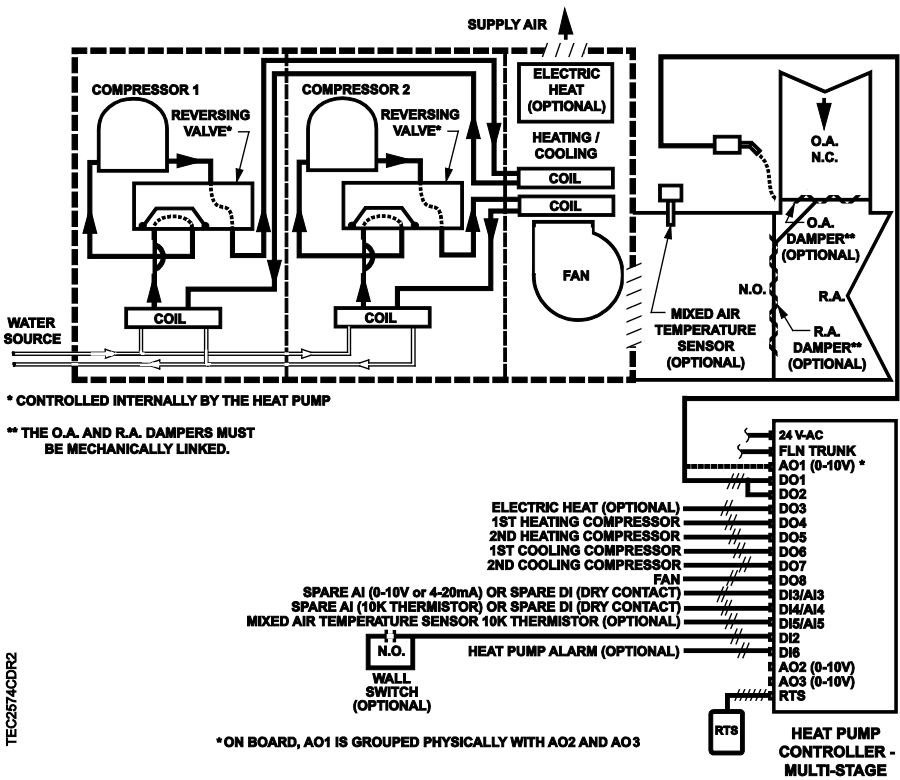 SUPPLY AIR
COMPRESSOR 1
REVERSING
VALVE*
COMPRESSOR 2
REVERSING
VALVE*
ELECTRIC
HEAT
(OPTIONAL)
HEATING /
COOLING
COIL
COIL
FAN
O.A.
N.C.
O.A.
DAMPER**
(OPTIONAL)
N.O.
R.A.
R.A.
DAMPER**
(OPTIONAL)
MIXED AIR
TEMPERATURE
SENSOR
(OPTIONAL)
WATER
SOURCE
COIL
COIL
* CONTROLLED INTERNALLY BY THE HEAT PUMP
** THE O.A. AND R.A. DAMPERS MUST
BE MECHANICALLY LINKED.
24 V-AC
FLN TRUNK
AO1 (0-10V) *
DO1
DO2
ELECTRIC HEAT (OPTIONAL) DO3
1ST HEATING COMPRESSOR DO4
2ND HEATING COMPRESSOR DO5
1ST COOLING COMPRESSOR DO6
2ND COOLING COMPRESSOR DO7
FAN DO8
SPARE AI (0-10V or 4-20mA) OR SPARE DI (DRY CONTACT) DI3/AI3
SPARE AI (10K THERMISTOR) OR SPARE DI (DRY CONTACT) DI4/AI4
MIXED AIR TEMPERATURE SENSOR 10K THERMISTOR (OPTIONAL) DI5/AI5
DI2
N.O.
WALL
SWITCH
(OPTIONAL)
HEAT PUMP ALARM (OPTIONAL) DI6
AO2 (0-10V)
AO3 (0-10V)
RTS
RTS
HEAT PUMP
CONTROLLER -
MULTI-STAGE
* ON BOARD, AO1 IS GROUPED PHYSICALLY WITH AO2 AND AO3
TEC2574CDR2